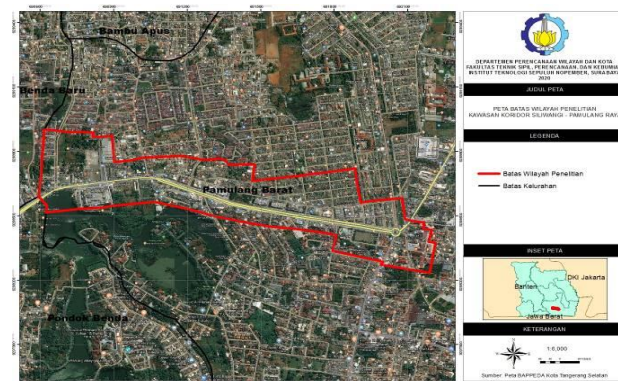 Bambu Apus
Benda Baru
Pamulang Barat
Pondok Benda
DEPARTEMEN PERENCANAAN WILAYAH DAN KOTA
FAKULTAS TEKNIK SIPIL, PERENCANAAN, DAN KEBUMIAN
INSTITUT TEKNOLOGI SEPULUH NOPEMBER, SURABAYA
2020
JUDUL PETA
PETA BATAS WILAYAH PENELITIAN
KAWASAN KORIDOR SILIWANGI - PAMULANG RAYA
LEGENDA
Batas Wilayah Penelitian
Batas Kelurahan
INSET PETA
DKI Jakarta
Banten
Jawa Barat
KETERANGAN
1:6,000
Sumber: Peta BAPPEDA Kota Tangerang Selatan